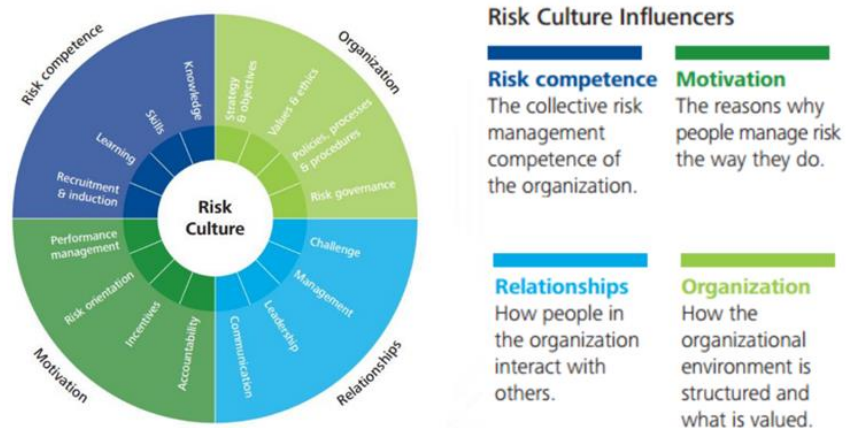 Risk competence
Knowledge
Skills
Learning
Recruitment
& induction
Organization
Strategy
& objectives
Values & ethics
Policies, processes
& procedures
Risk governance
Risk
Culture
Performance
management
Risk orientation
Incentives
Accountability
Motivation
Challenge
Management
Leadership
Communication
Relationships
Risk Culture Influencers
Risk competence
The collective risk
management
competence of
the organization.
Motivation
The reasons why
people manage risk
the way they do.
Relationships
How people in
the organization
interact with
others.
Organization
How the
organizational
environment is
structured and
what is valued.